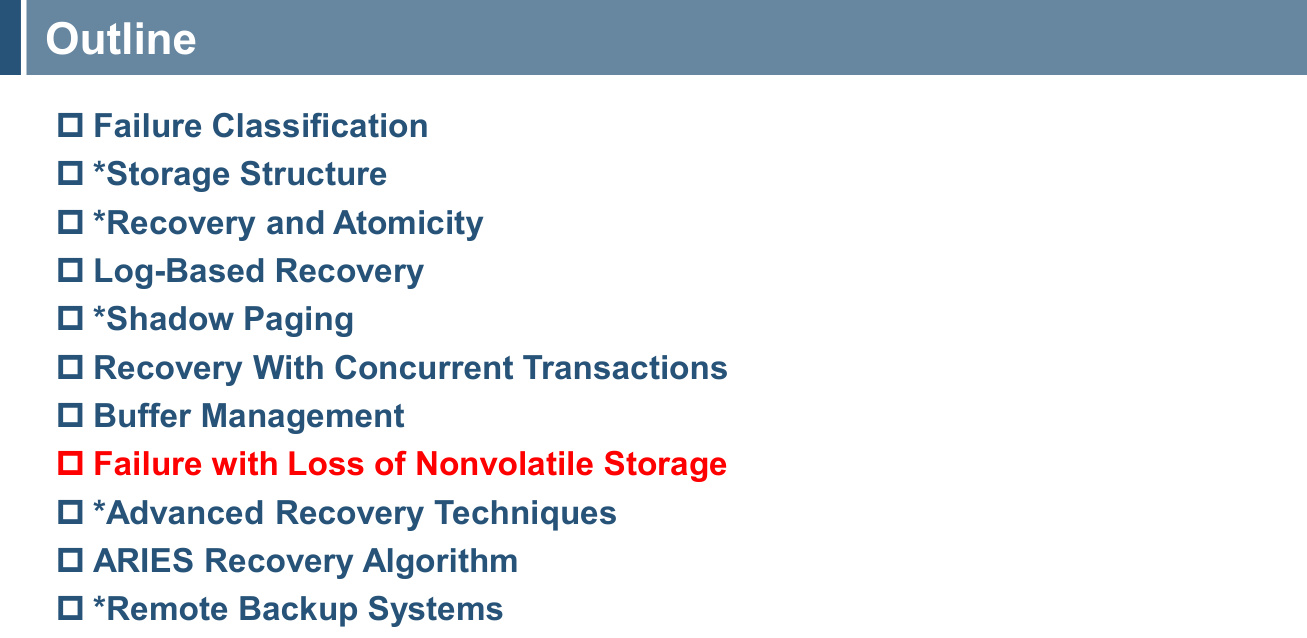 Outline
Failure Classification
*Storage Structure
*Recovery and Atomicity
Log-Based Recovery
*Shadow Paging
Recovery With Concurrent Transactions
Buffer Management
Failure with Loss of Nonvolatile Storage
*Advanced Recovery Techniques
ARIES Recovery Algorithm
*Remote Backup Systems